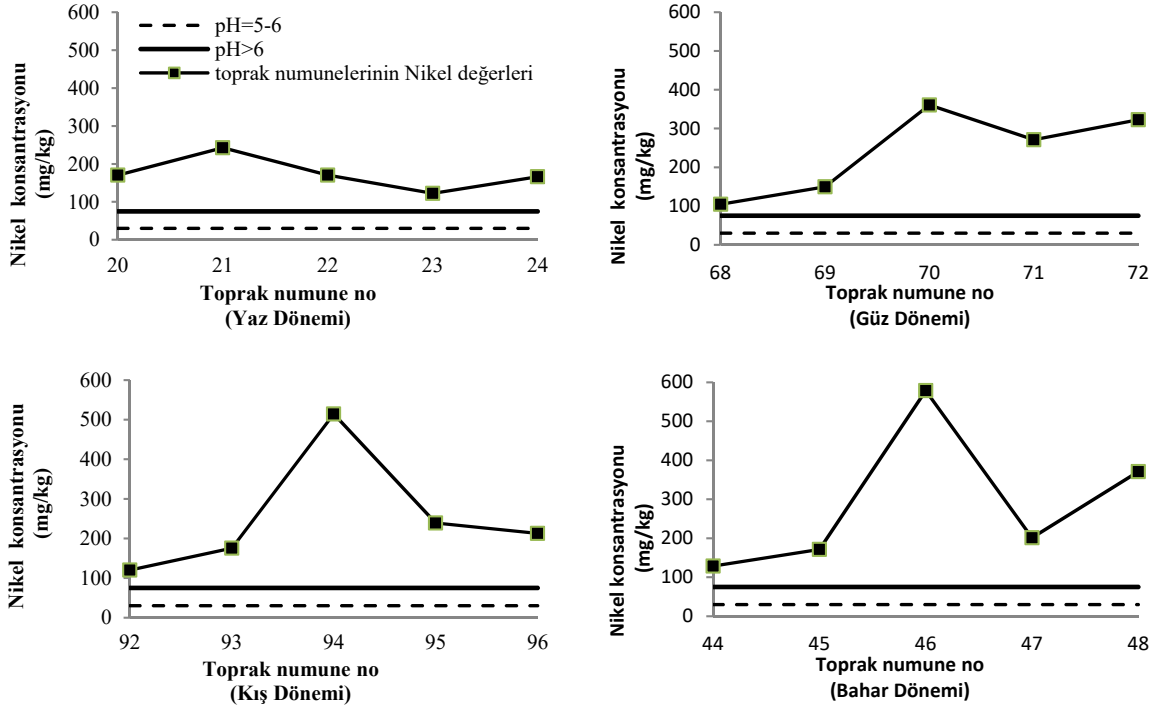 Nikel konsantrasyonu
(mg/kg)
600
500
400
300
200
100
0
pH=5-6
pH>6
toprak numunelerinin Nikel değerleri
20 21 22 23 24
Toprak numune no
(Yaz Dönemi)
Nikel konsantrasyonu
(mg/kg)
600
500
400
300
200
100
0
68 69 70 71 72
Toprak numune no
(Güz Dönemi)
Nikel konsantrasyonu
(mg/kg)
600
500
400
300
200
100
0
92 93 94 95 96
Toprak numune no
(Kış Dönemi)
Nikel konsantrasyonu
(mg/kg)
600
500
400
300
200
100
0
44 45 46 47 48
Toprak numune no
(Bahar Dönemi)